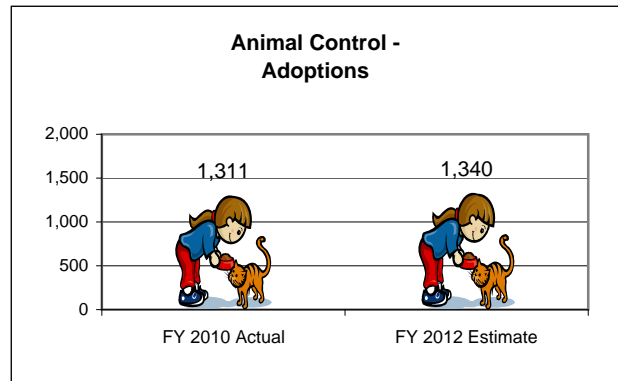 Animal Control -
Adoptions
2,000
1,500
1,000
500
0
1,311
1,340
FY 2010 Actual
FY 2012 Estimate